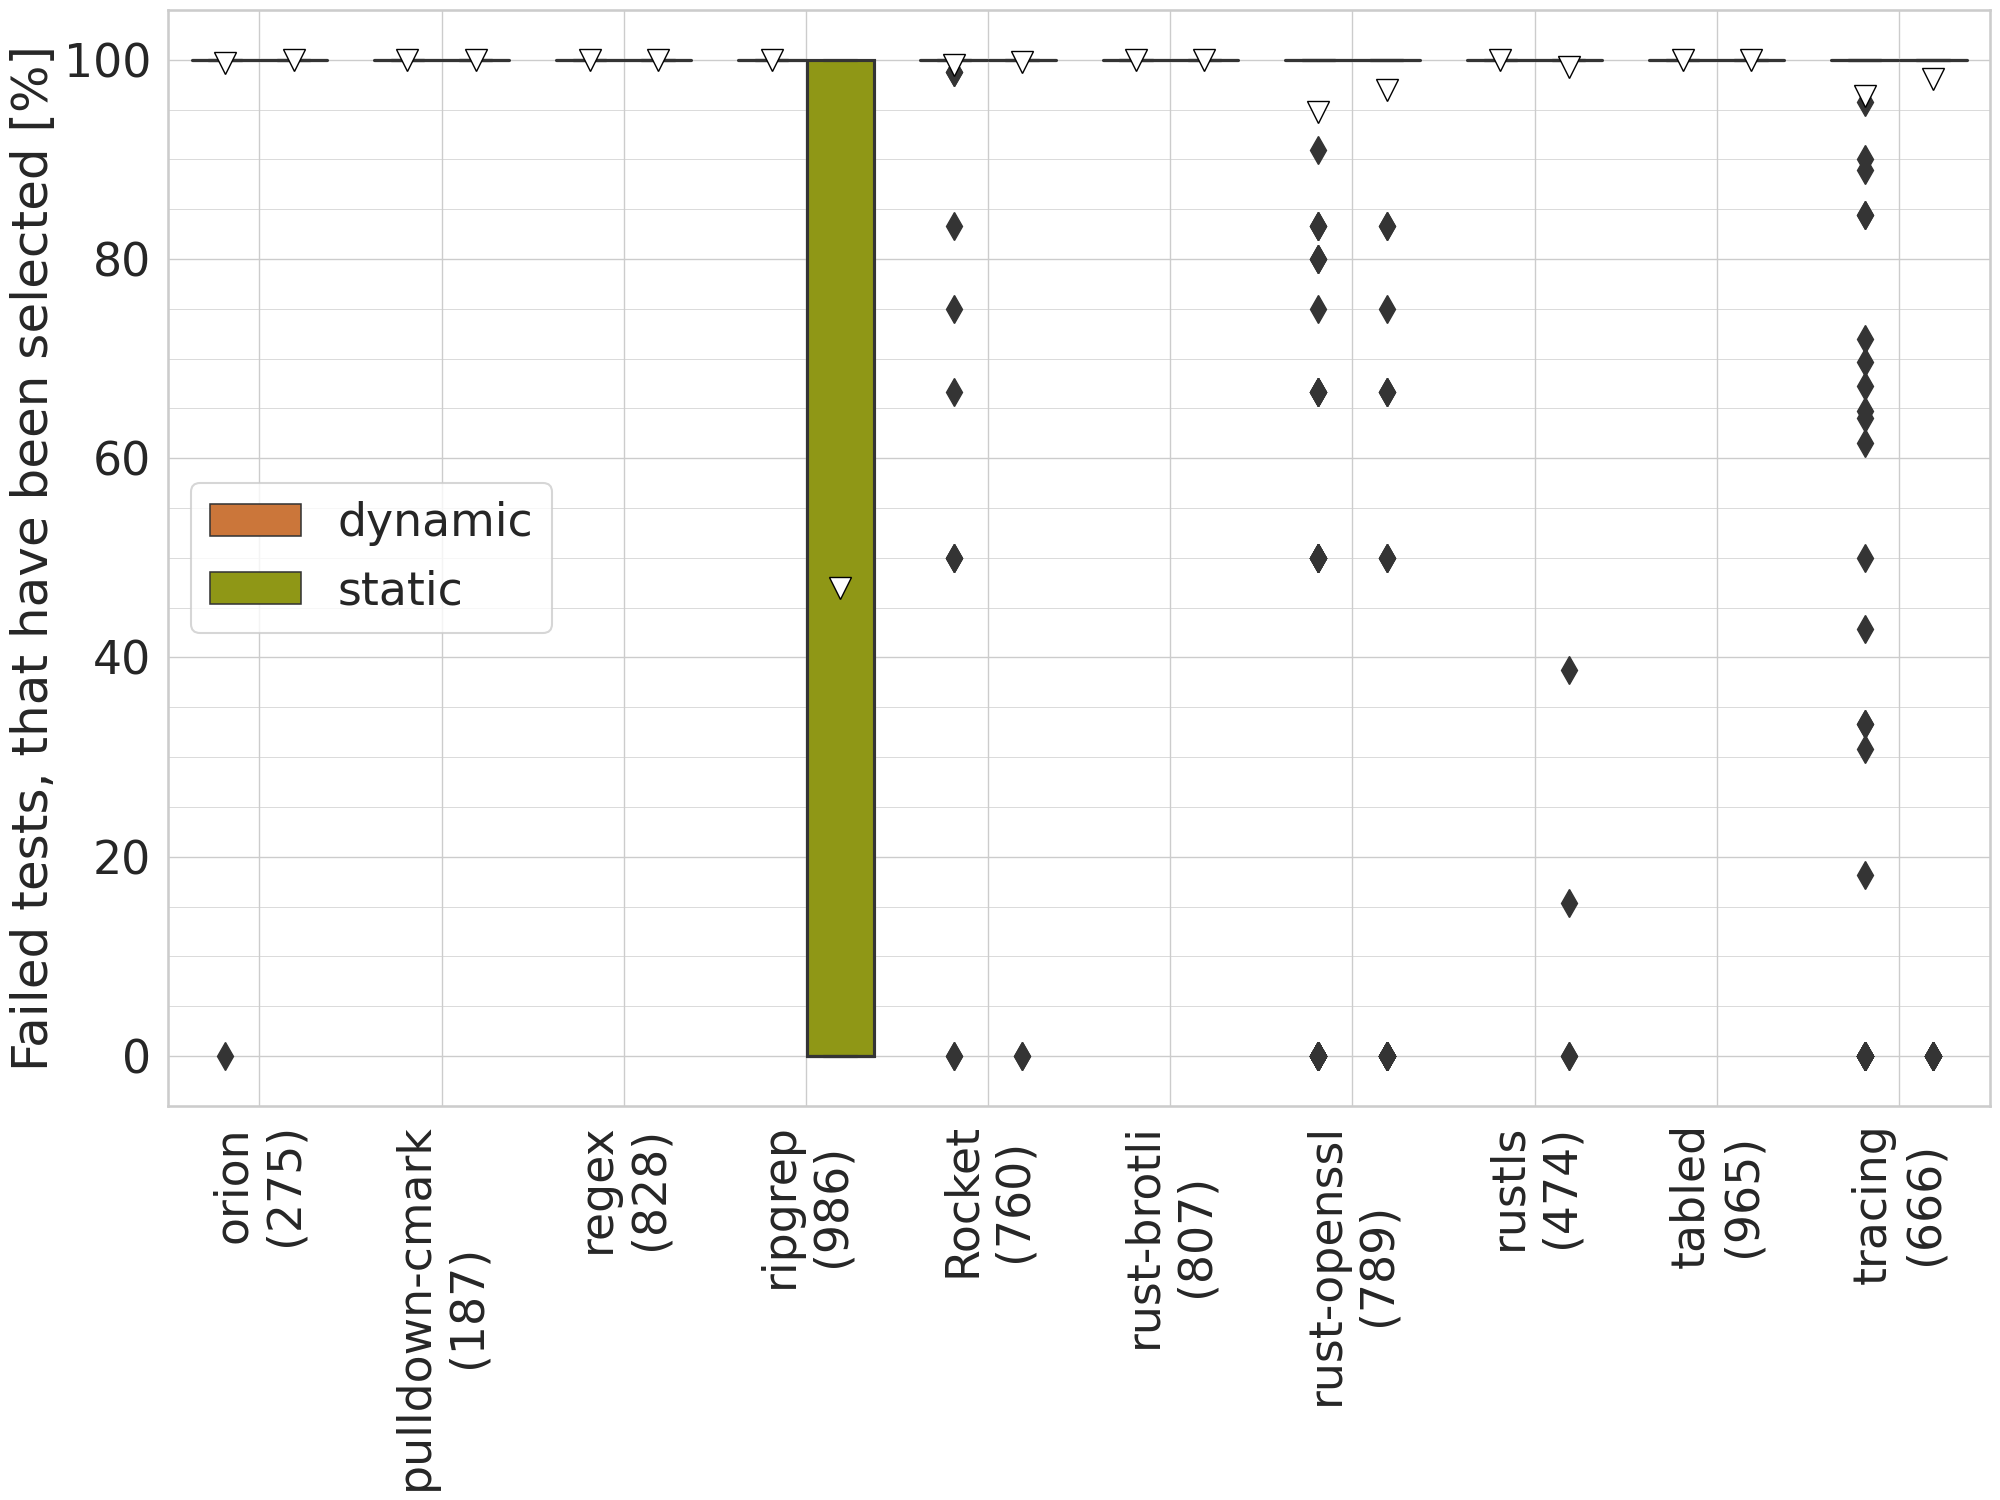 Failed tests, that have been selected [%]
100
80
60
40
20
0
dynamic
static
orion
(275)
pulldown-cmark
(187)
regex
(828)
ripgrep
(986)
Rocket
(760)
rust-brotli
(807)
rust-openssl
(789)
rustls
(474)
tabled
(965)
tracing
(666)